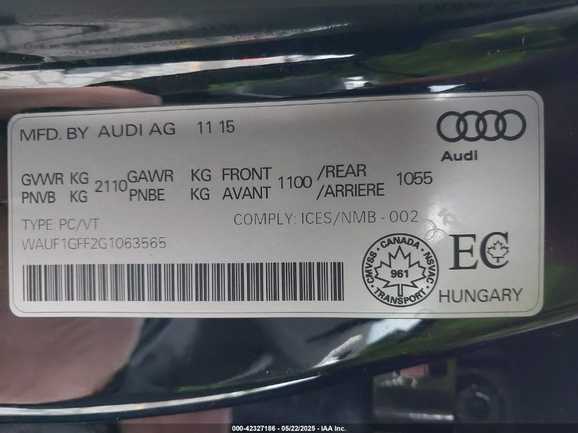 MFD. BY AUDI AG 11 15
Audi
GVWR KG 2110 GAWR KG FRONT 1100 /REAR 1055
PNVB KG PNBE KG AVANT /ARRIERE
TYPE PC/VT COMPLY: ICES/NMB - 002
WAUF1GFF2G1063565
CANADA
CMVSS 961 NSVAC
TRANSPORT
EC
HUNGARY
000-42327186 - 05/22/2025 - IAA Inc.